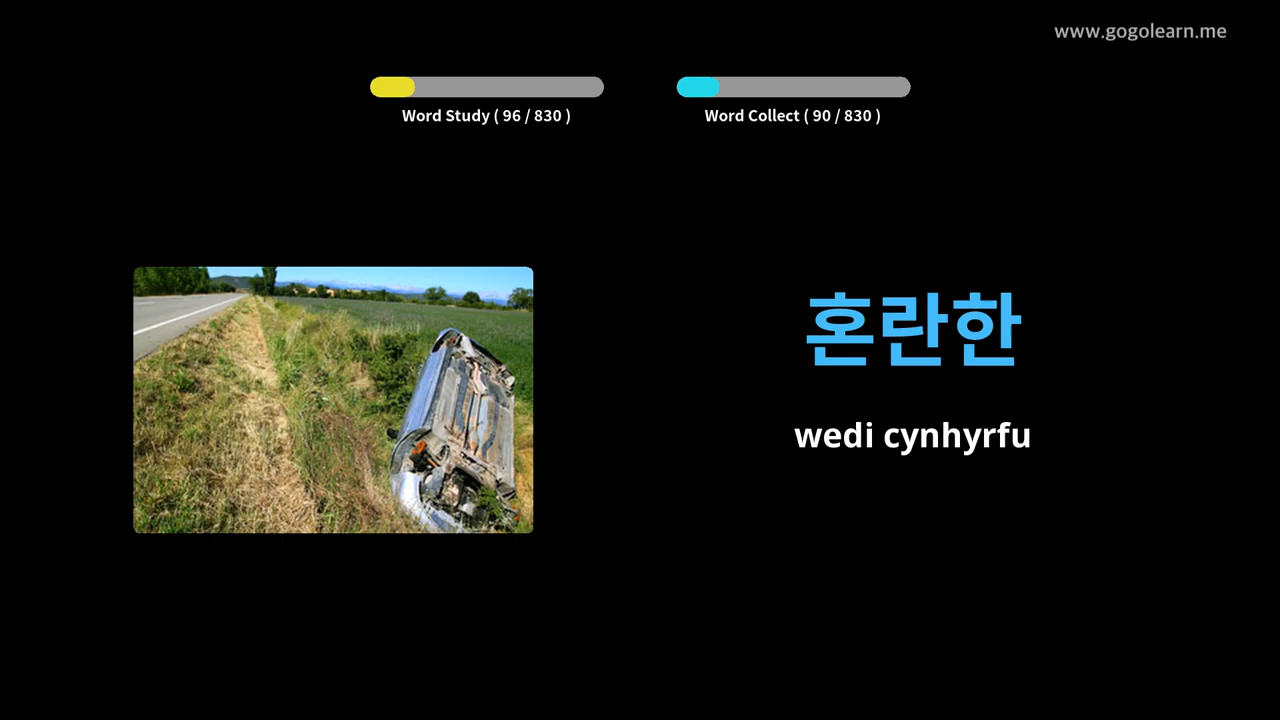 www.gogolearn.me
Word Study ( 96 / 830 )
Word Collect ( 90 / 830 )
혼란한
wedi cynhyrfu